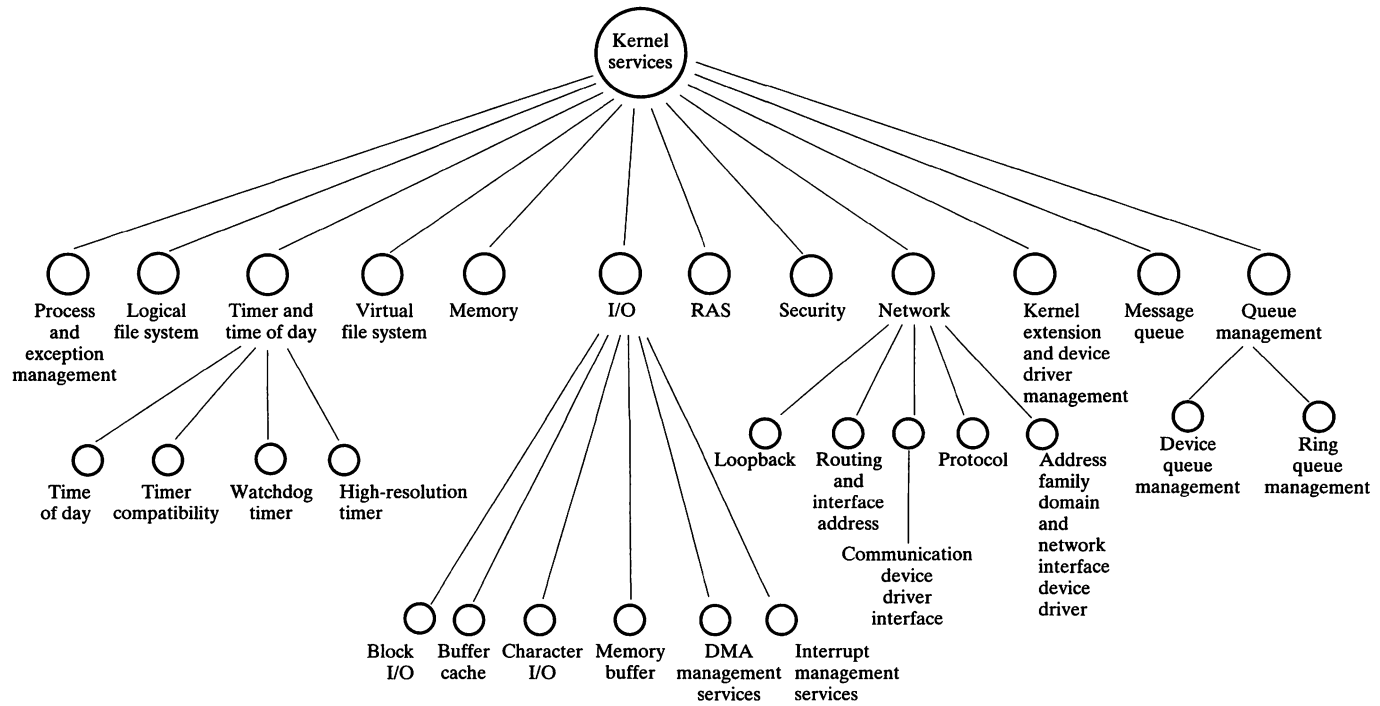 Kernel
services
Process
and
exception
management
Logical
file system
Timer and
time of day
Virtual
file system
Memory
I/O
RAS
Security
Network
Kernel
extension
and device
driver
management
Message
queue
Queue
management
Time
of day
Timer
compatibility
Watchdog
timer
High-resolution
timer
Block
I/O
Buffer
cache
Character
I/O
Memory
buffer
DMA
management
services
Interrupt
management
services
Loopback
Routing
and
interface
address
Communication
device
driver
interface
Protocol
Address
family
domain
and
network
interface
device
driver
Device
queue
management
Ring
queue
management